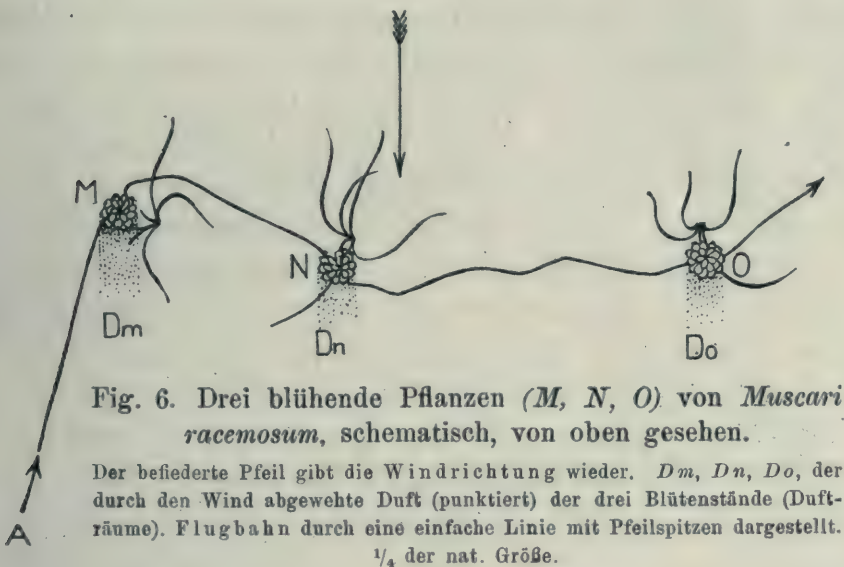 M
N
O
Dm
Dn
Do
A
Fig. 6. Drei blühende Pflanzen (M, N, O) von Muscari
racemosum, schematisch, von oben gesehen.
Der befiederte Pfeil gibt die Windrichtung wieder. Dm, Dn, Do, der
durch den Wind abgewehte Duft (punktiert) der drei Blütenstände (Duft-
räume). Flugbahn durch eine einfache Linie mit Pfeilspitzen dargestellt.
1/4 der nat. Größe.